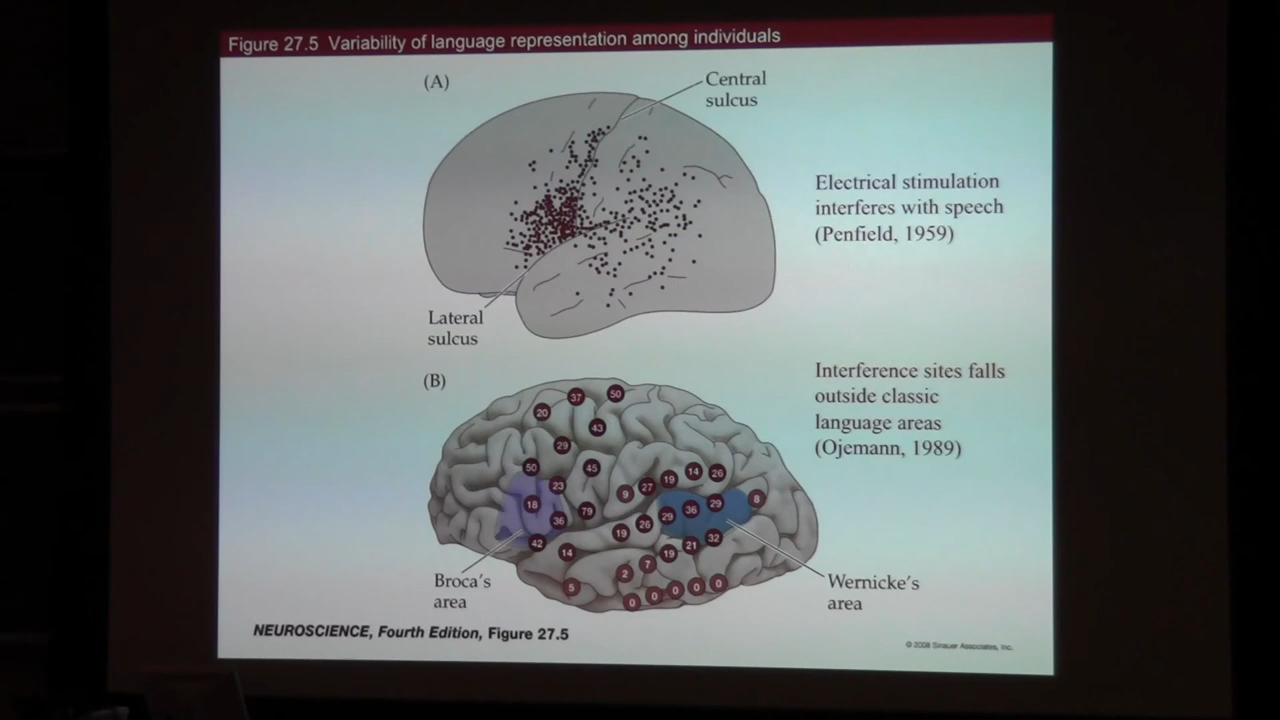 Figure 27.5 Variability of language representation among individuals
(A)
Central
sulcus
Electrical stimulation
interferes with speech
(Penfield, 1959)
Lateral
sulcus
(B)
Interference sites falls
outside classic
language areas
(Ojemann, 1989)
50
37
20
43
29
50
45
23
9
27
19
14
26
18
36
79
19
26
29
36
29
8
42
14
19
21
32
5
2
7
0
0
0
0
0
Broca's
area
Wernicke's
area
NEUROSCIENCE, Fourth Edition, Figure 27.5
© 2008 Sinauer Associates, Inc.